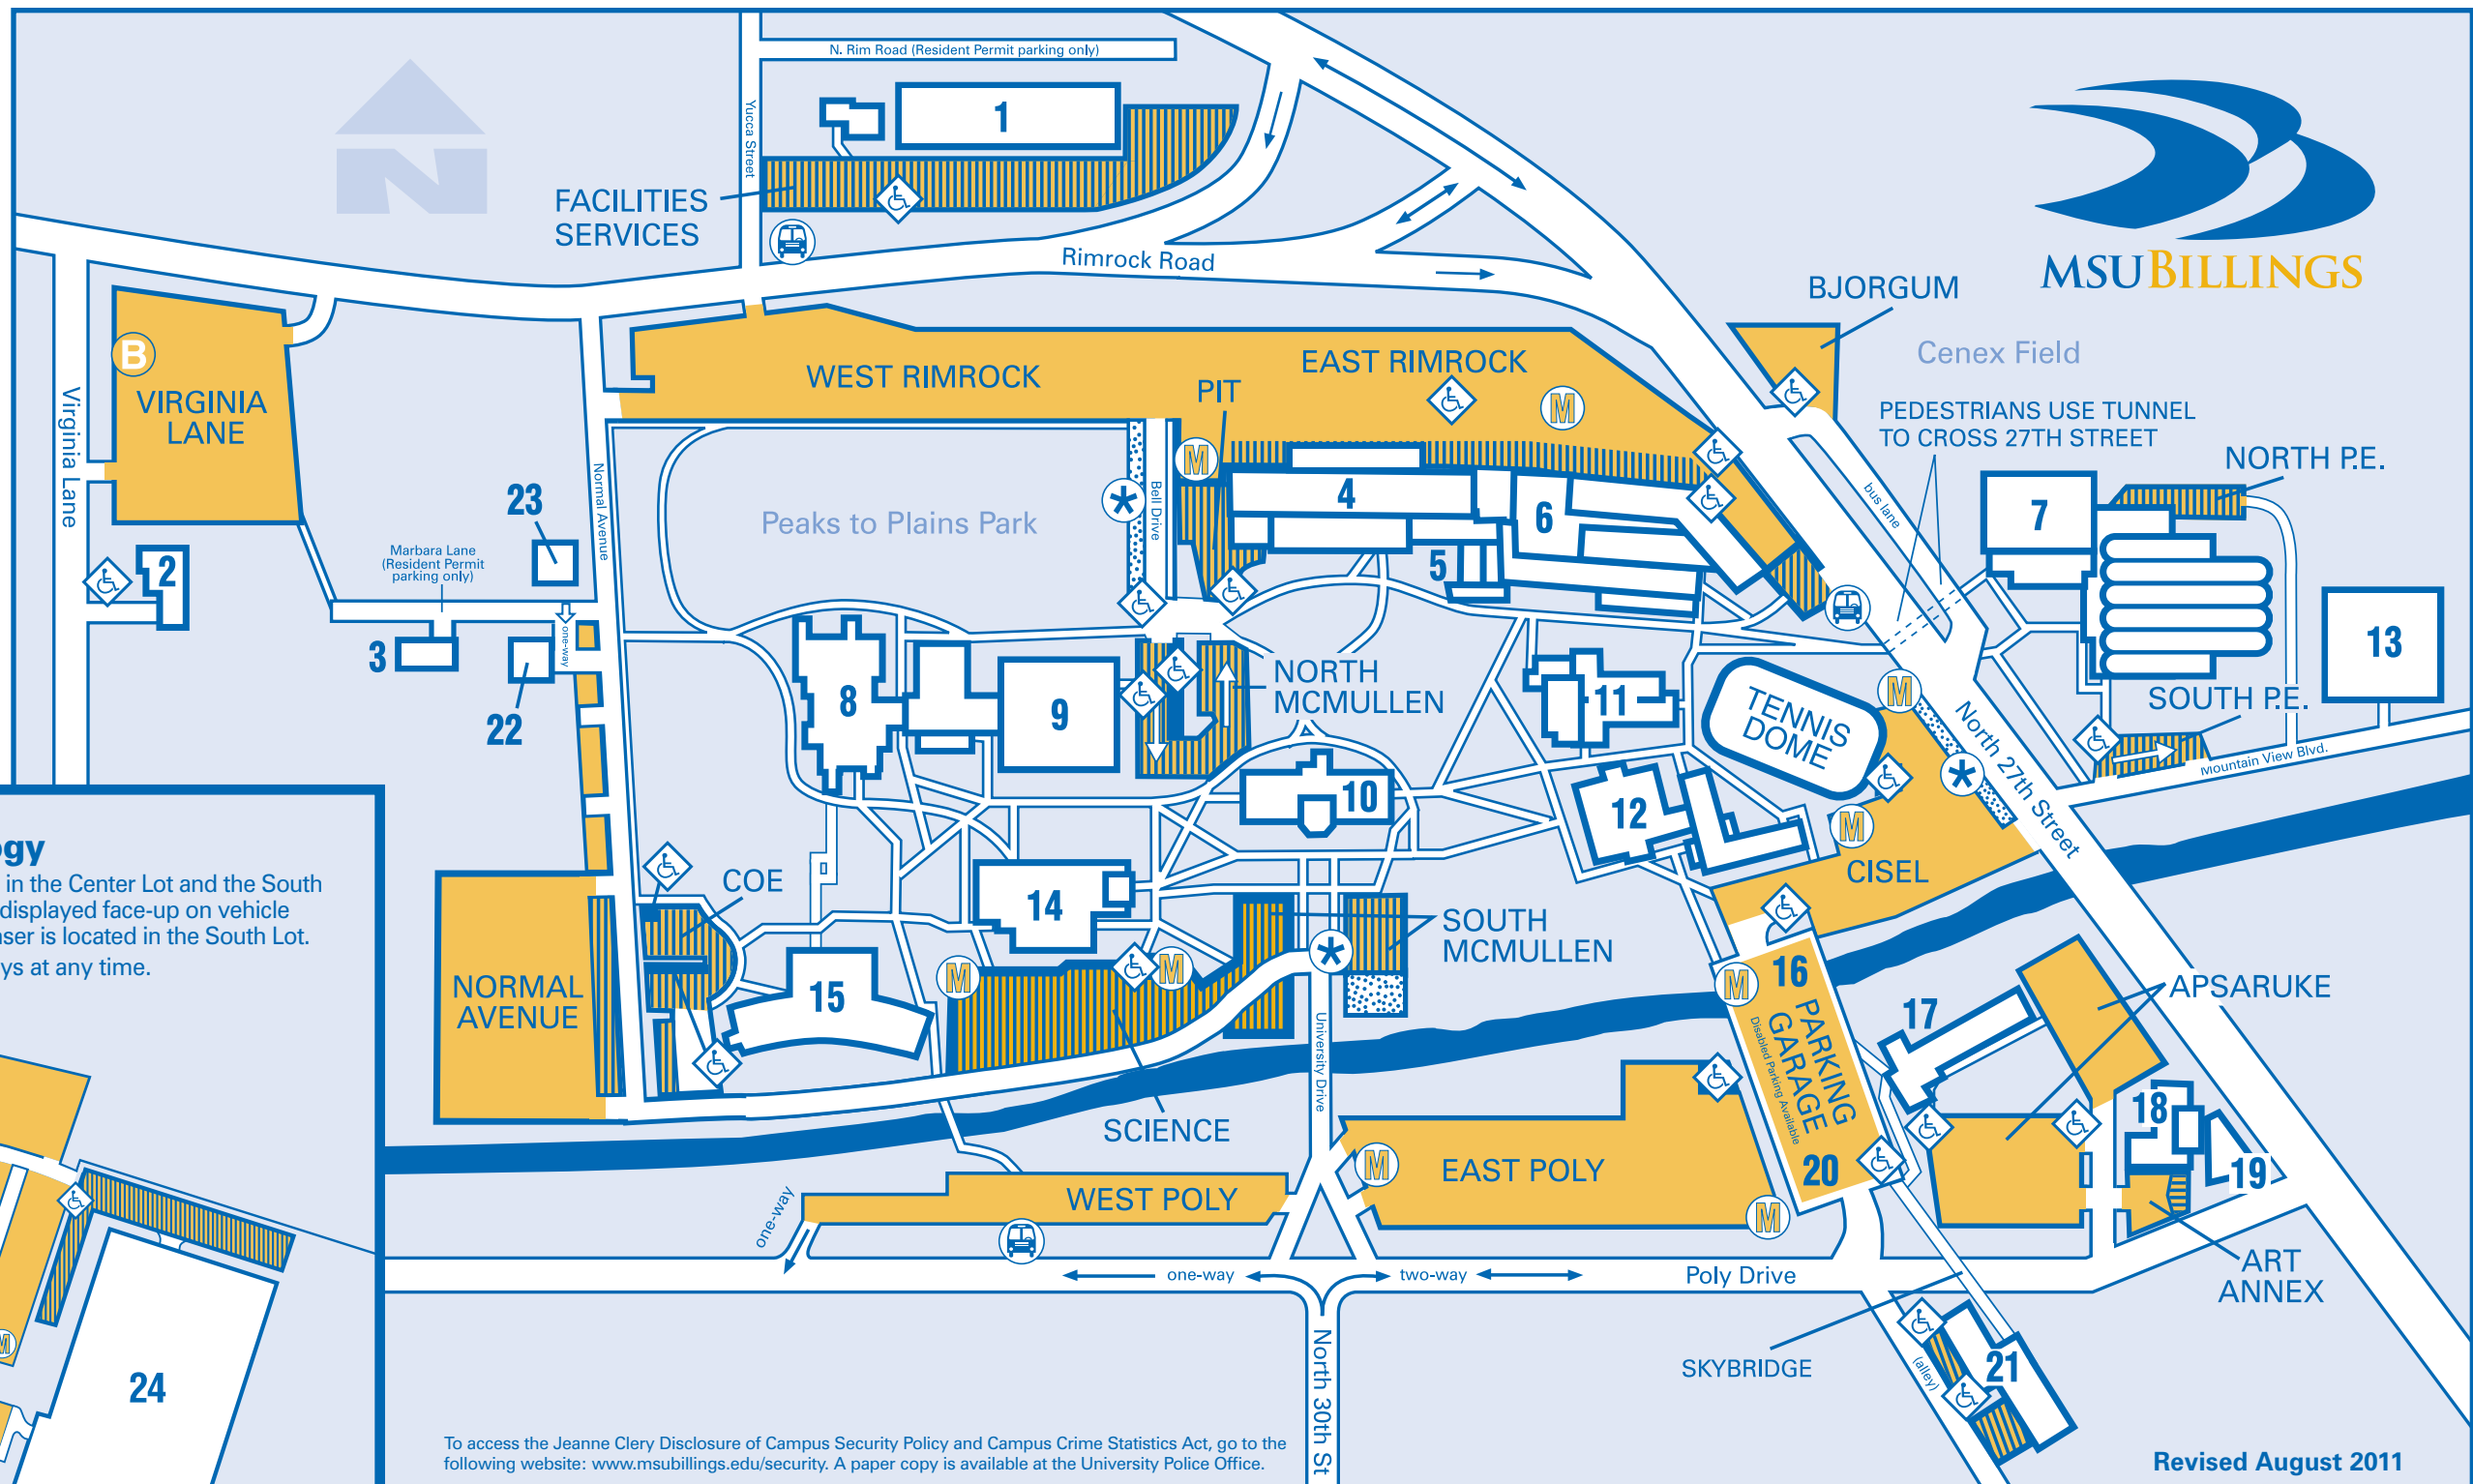 N. Rim Road (Resident Permit parking only)
Yucca Street
1
FACILITIES
SERVICES
N
Rimrock Road
MSUBILLINGS
BJORGUM
Cenex Field
PEDESTRIANS USE TUNNEL
TO CROSS 27TH STREET
B
VIRGINIA
LANE
Virginia Lane
WEST RIMROCK
EAST RIMROCK
PIT
M
M
NORTH P.E.
bus lane
7
4
6
5
23
Normal Avenue
Peaks to Plains Park
*
Bell Drive
Marbara Lane
(Resident Permit
parking only)
2
3
one-way
22
13
8
9
NORTH
MCMULLEN
11
TENNIS
DOME
M
SOUTH P.E.
North 27th Street
Mountain View Blvd.
*
10
12
M
CISEL
ogy
in the Center Lot and the South
displayed face-up on vehicle
ser is located in the South Lot.
ys at any time.
COE
14
SOUTH
MCMULLEN
*
NORMAL
AVENUE
15
M
M
M
16
PARKING
GARAGE
Disabled Parking Available
20
17
APSARUKE
University Drive
SCIENCE
18
19
WEST POLY
M
EAST POLY
M
one-way
one-way
two-way
Poly Drive
ART
ANNEX
SKYBRIDGE
(alley)
21
North 30th St
M
24
To access the Jeanne Clery Disclosure of Campus Security Policy and Campus Crime Statistics Act, go to the
following website: www.msubillings.edu/security. A paper copy is available at the University Police Office.
Revised August 2011